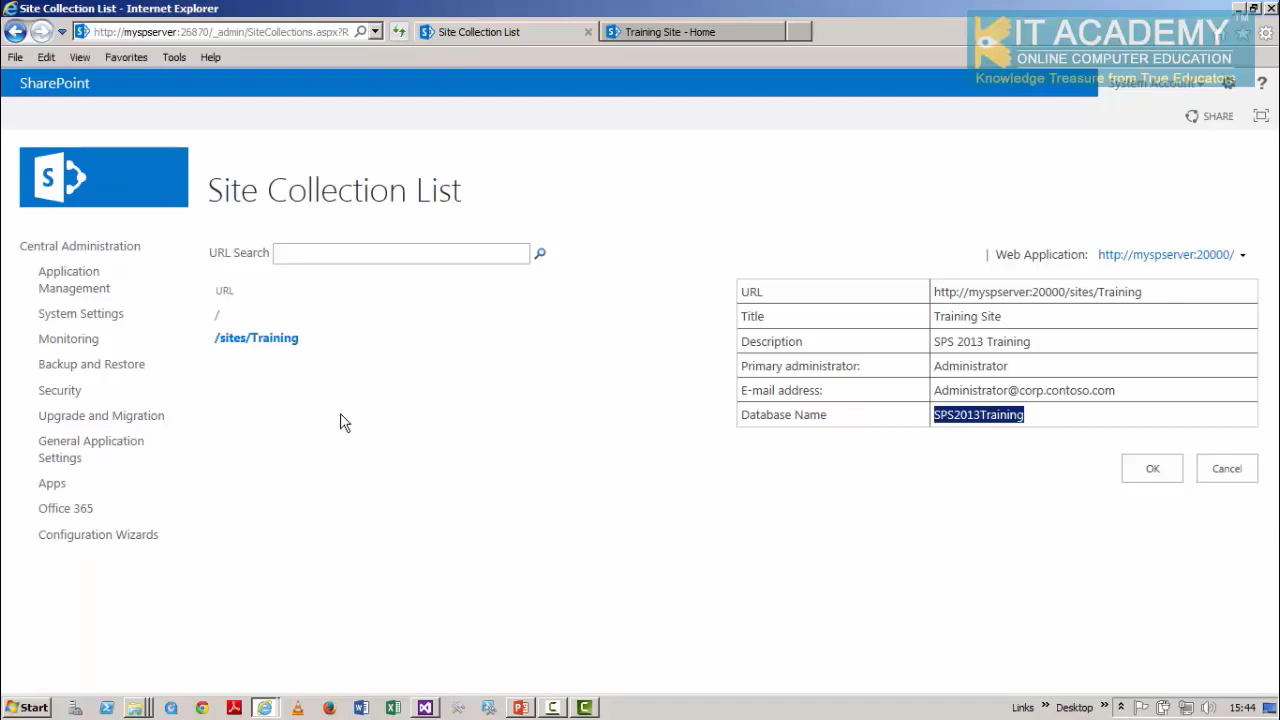 Site Collection List - Internet Explorer
http://myspserver:26870/_admin/SiteCollections.aspx?R
Site Collection List
Training Site - Home
KIT ACADEMY
TM
ONLINE COMPUTER EDUCATION
Knowledge Treasure from True Educators
File Edit View Favorites Tools Help
SharePoint
System Account
?
SHARE
S
Site Collection List
Central Administration
Application
Management
System Settings
Monitoring
Backup and Restore
Security
Upgrade and Migration
General Application
Settings
Apps
Office 365
Configuration Wizards
URL Search
URL
/
/sites/Training
| Web Application: http://myspserver:20000/
URL http://myspserver:20000/sites/Training
Title Training Site
Description SPS 2013 Training
Primary administrator: Administrator
E-mail address: Administrator@corp.contoso.com
Database Name SPS2013Training
OK Cancel
Start
Links » Desktop » 15:44